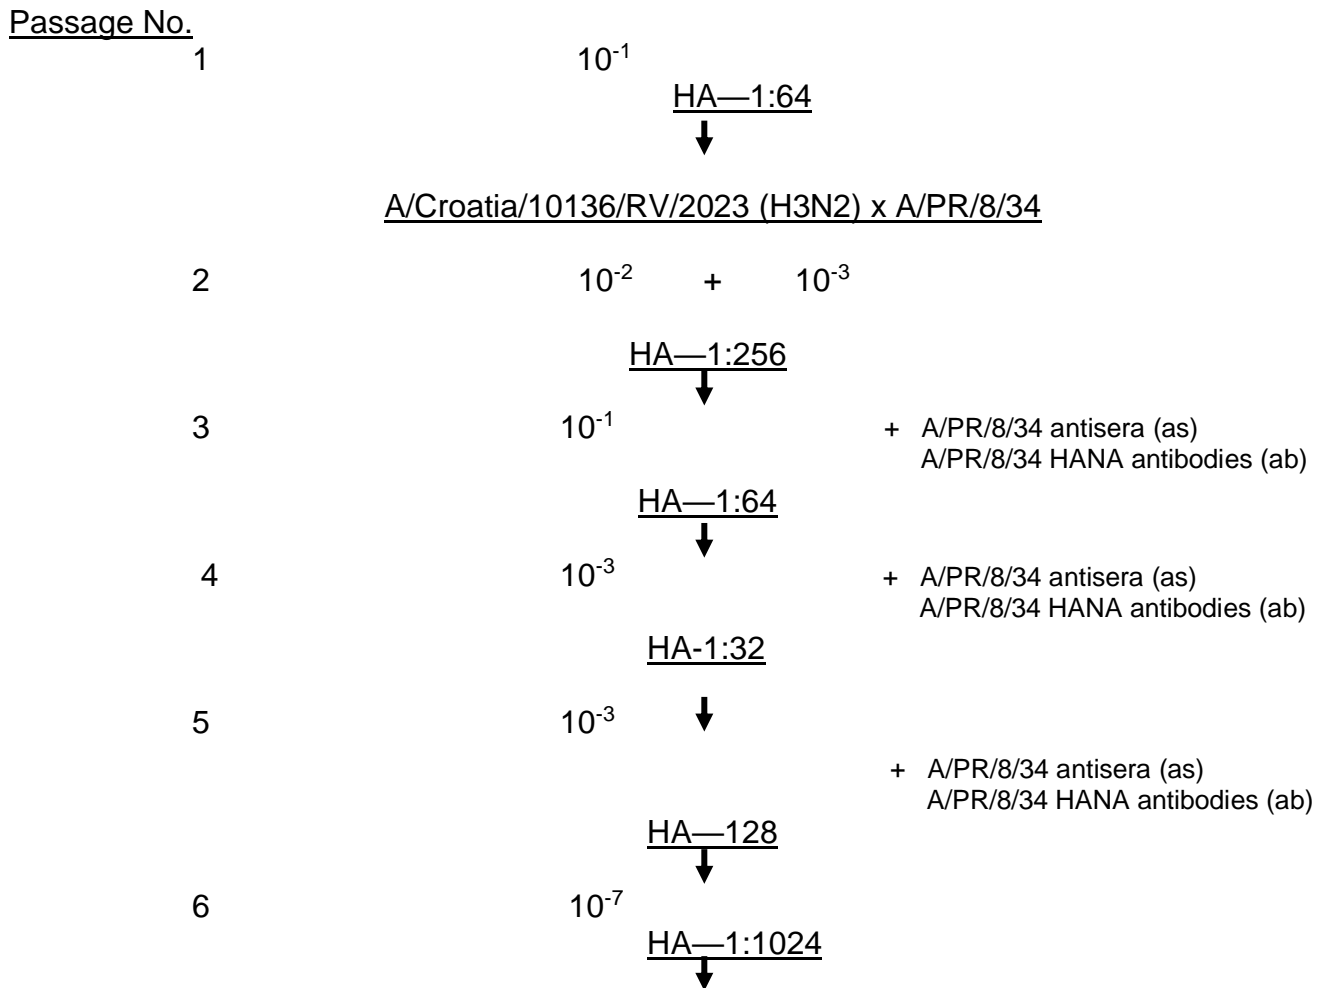 Passage No.
1 10⁻¹
HA—1:64
A/Croatia/10136/RV/2023 (H3N2) x A/PR/8/34
2 10⁻² + 10⁻³
HA—1:256
3 10⁻¹ + A/PR/8/34 antisera (as)
A/PR/8/34 HANA antibodies (ab)
HA—1:64
4 10⁻³ + A/PR/8/34 antisera (as)
A/PR/8/34 HANA antibodies (ab)
HA-1:32
5 10⁻³
+ A/PR/8/34 antisera (as)
A/PR/8/34 HANA antibodies (ab)
HA—128
6 10⁻⁷
HA—1:1024